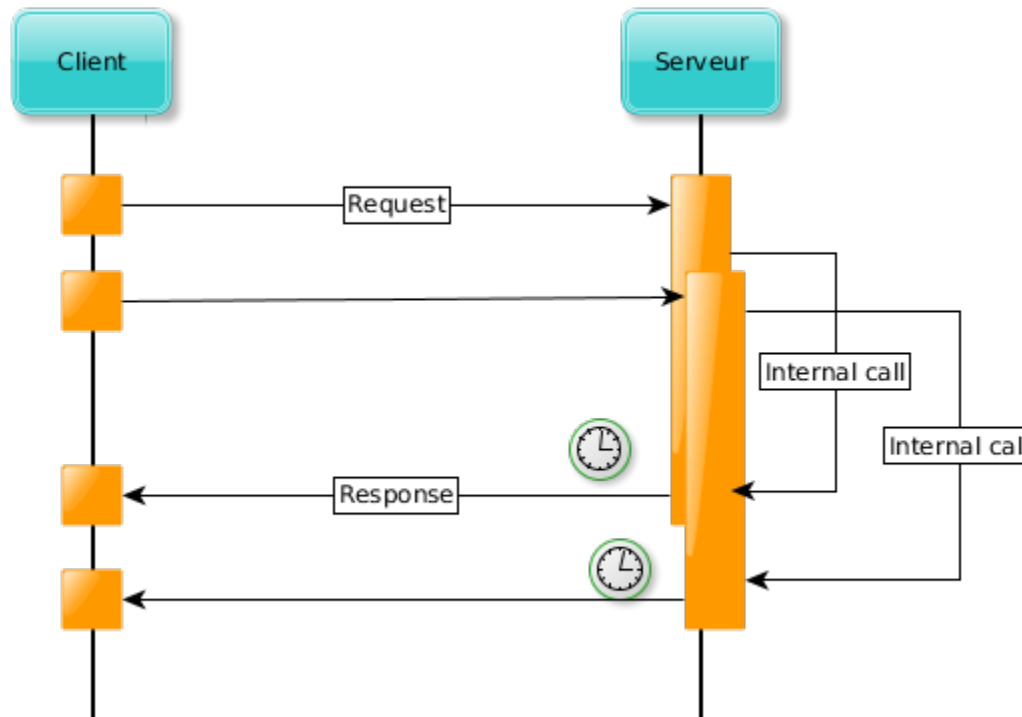 Client
Serveur
Request
Internal call
Internal cal
Response